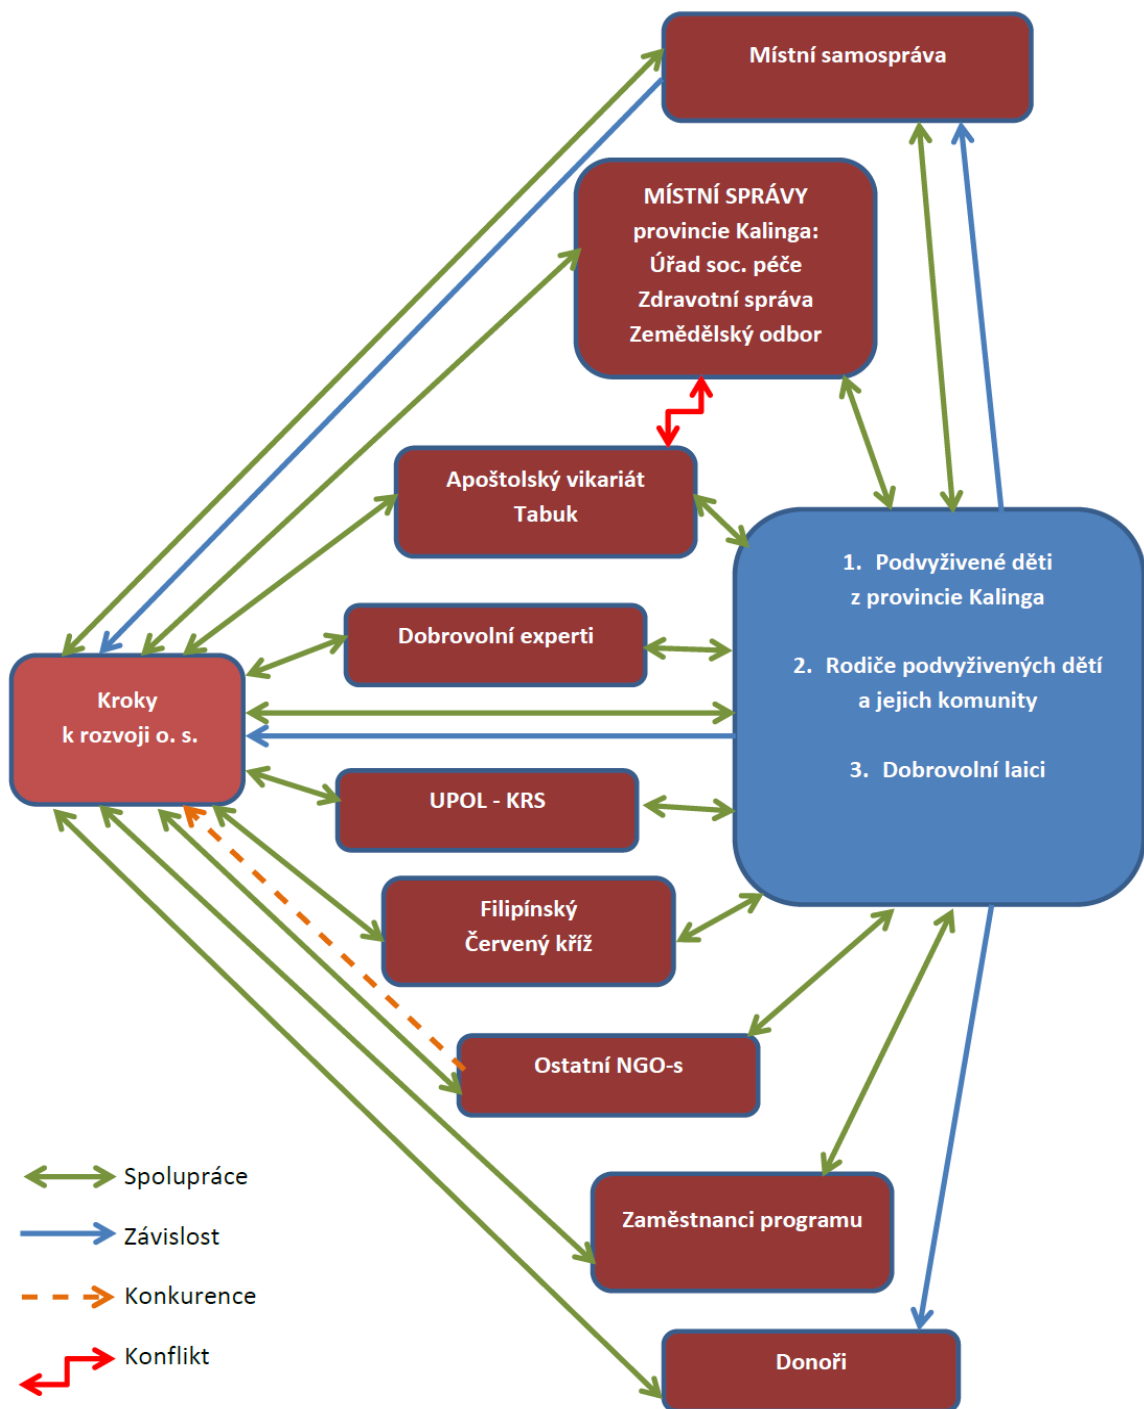 Místní samospráva
MÍSTNÍ SPRÁVY
provincie Kalinga:
Úřad soc. péče
Zdravotní správa
Zemědělský odbor
Apoštolský vikariát
Tabuk
1. Podvyživené děti
z provincie Kalinga
2. Rodiče podvyživených dětí
a jejich komunity
3. Dobrovolní laici
Dobrovolní experti
Kroky
k rozvoji o. s.
UPOL - KRS
Filipínský
Červený kříž
Ostatní NGO-s
Zaměstnanci programu
Donoři
Spolupráce
Závislost
Konkurence
Konflikt